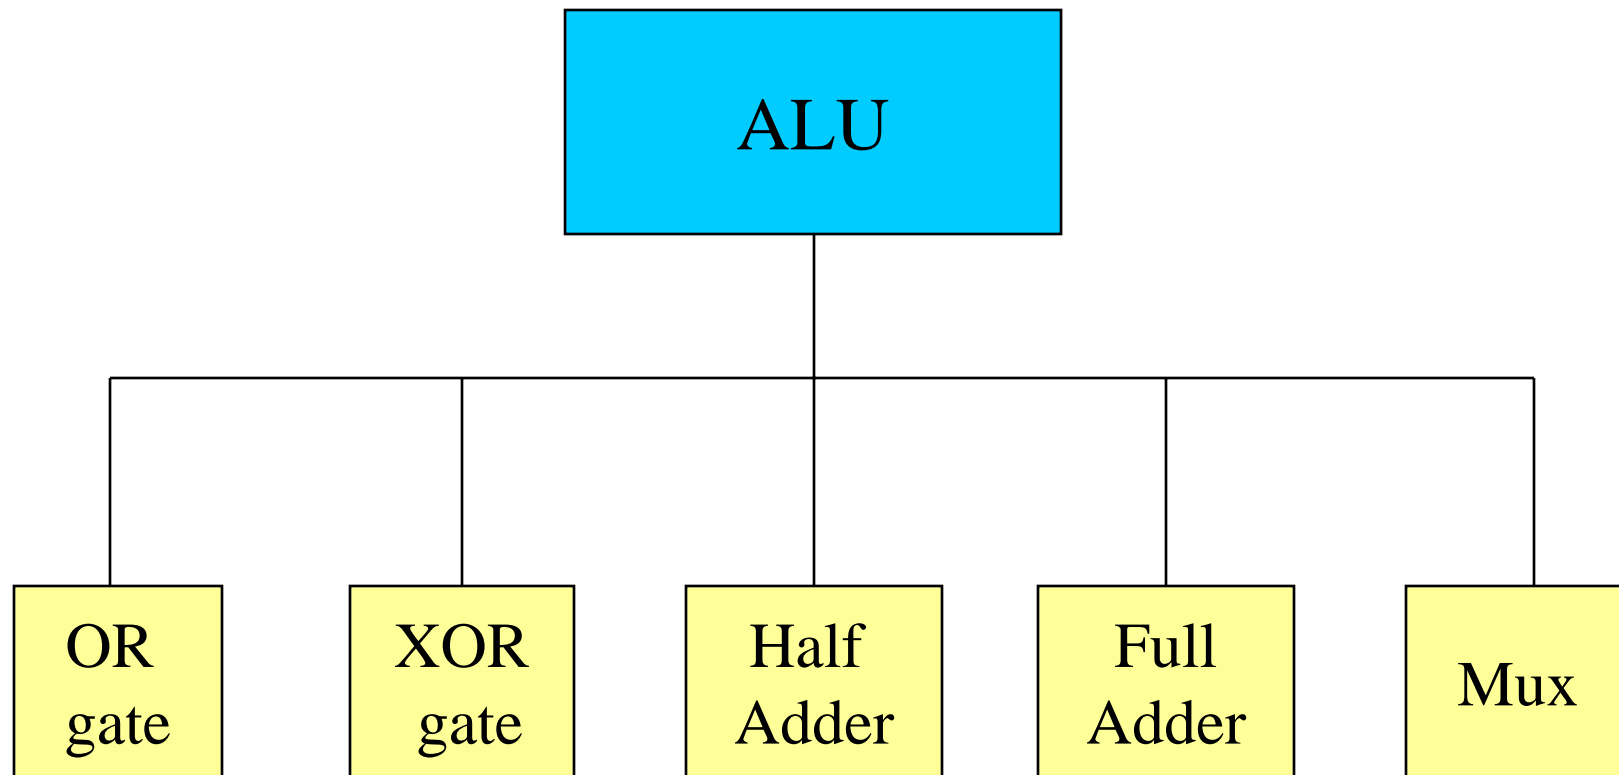 ALU
OR
gate
XOR
gate
Half
Adder
Full
Adder
Mux